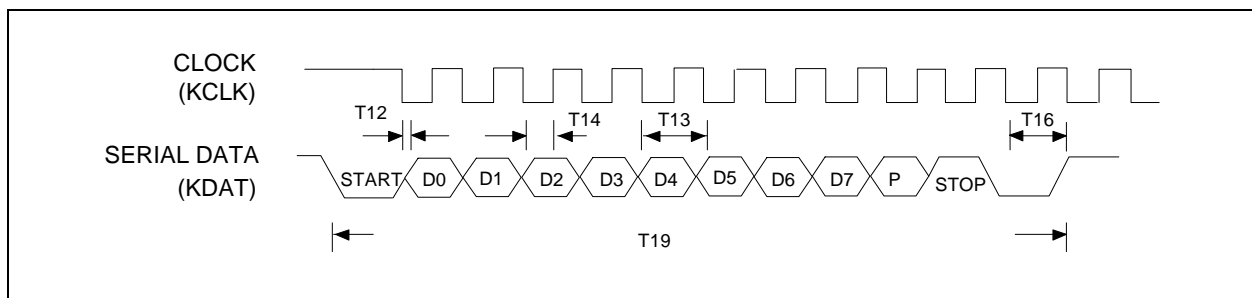 CLOCK
(KCLK)
T12
T14
T13
T16
SERIAL DATA
(KDAT)
START
D0
D1
D2
D3
D4
D5
D6
D7
P
STOP
T19